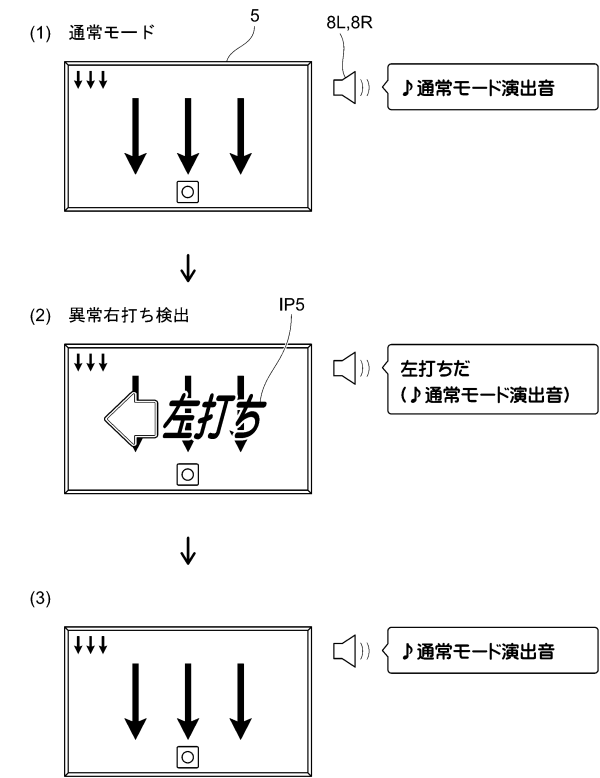 5
8L,8R
(1) 通常モード
♪通常モード演出音
(2) 異常右打ち検出
IP5
左打ち
左打ちだ
(♪通常モード演出音)
(3)
♪通常モード演出音